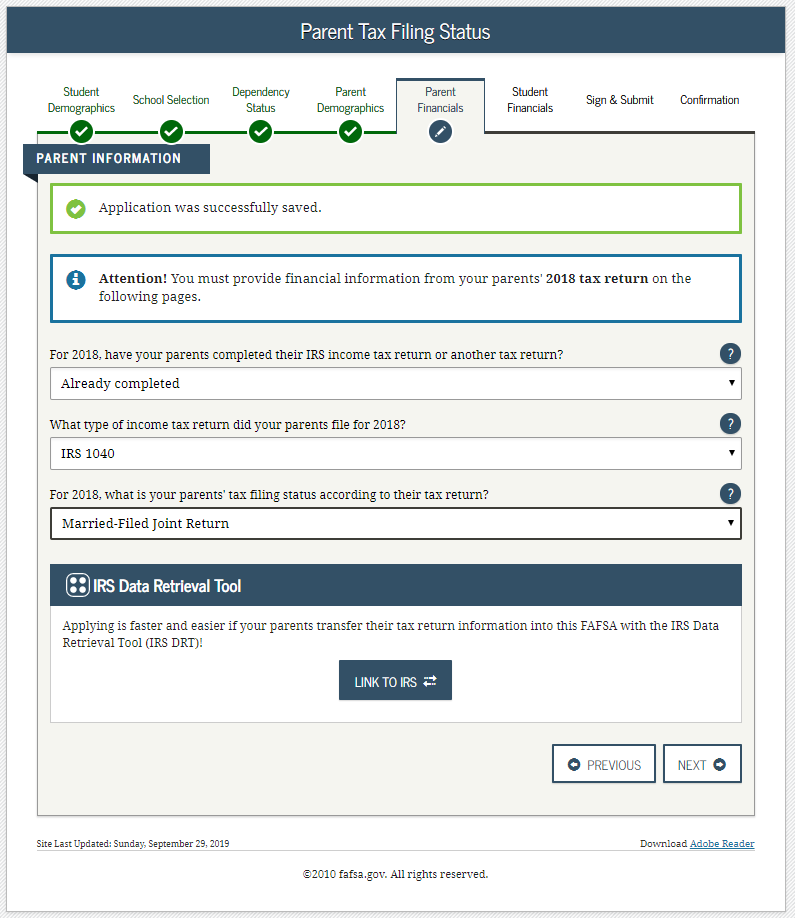 Parent Tax Filing Status
Student
Demographics
School Selection
Dependency
Status
Parent
Demographics
Parent
Financials
Student
Financials
Sign & Submit
Confirmation
PARENT INFORMATION
Application was successfully saved.
Attention! You must provide financial information from your parents' 2018 tax return on the
following pages.
For 2018, have your parents completed their IRS income tax return or another tax return?
?
Already completed
What type of income tax return did your parents file for 2018?
?
IRS 1040
For 2018, what is your parents' tax filing status according to their tax return?
?
Married-Filed Joint Return
IRS Data Retrieval Tool
Applying is faster and easier if your parents transfer their tax return information into this FAFSA with the IRS Data
Retrieval Tool (IRS DRT)!
LINK TO IRS
PREVIOUS
NEXT
Site Last Updated: Sunday, September 29, 2019
Download Adobe Reader
©2010 fafsa.gov. All rights reserved.